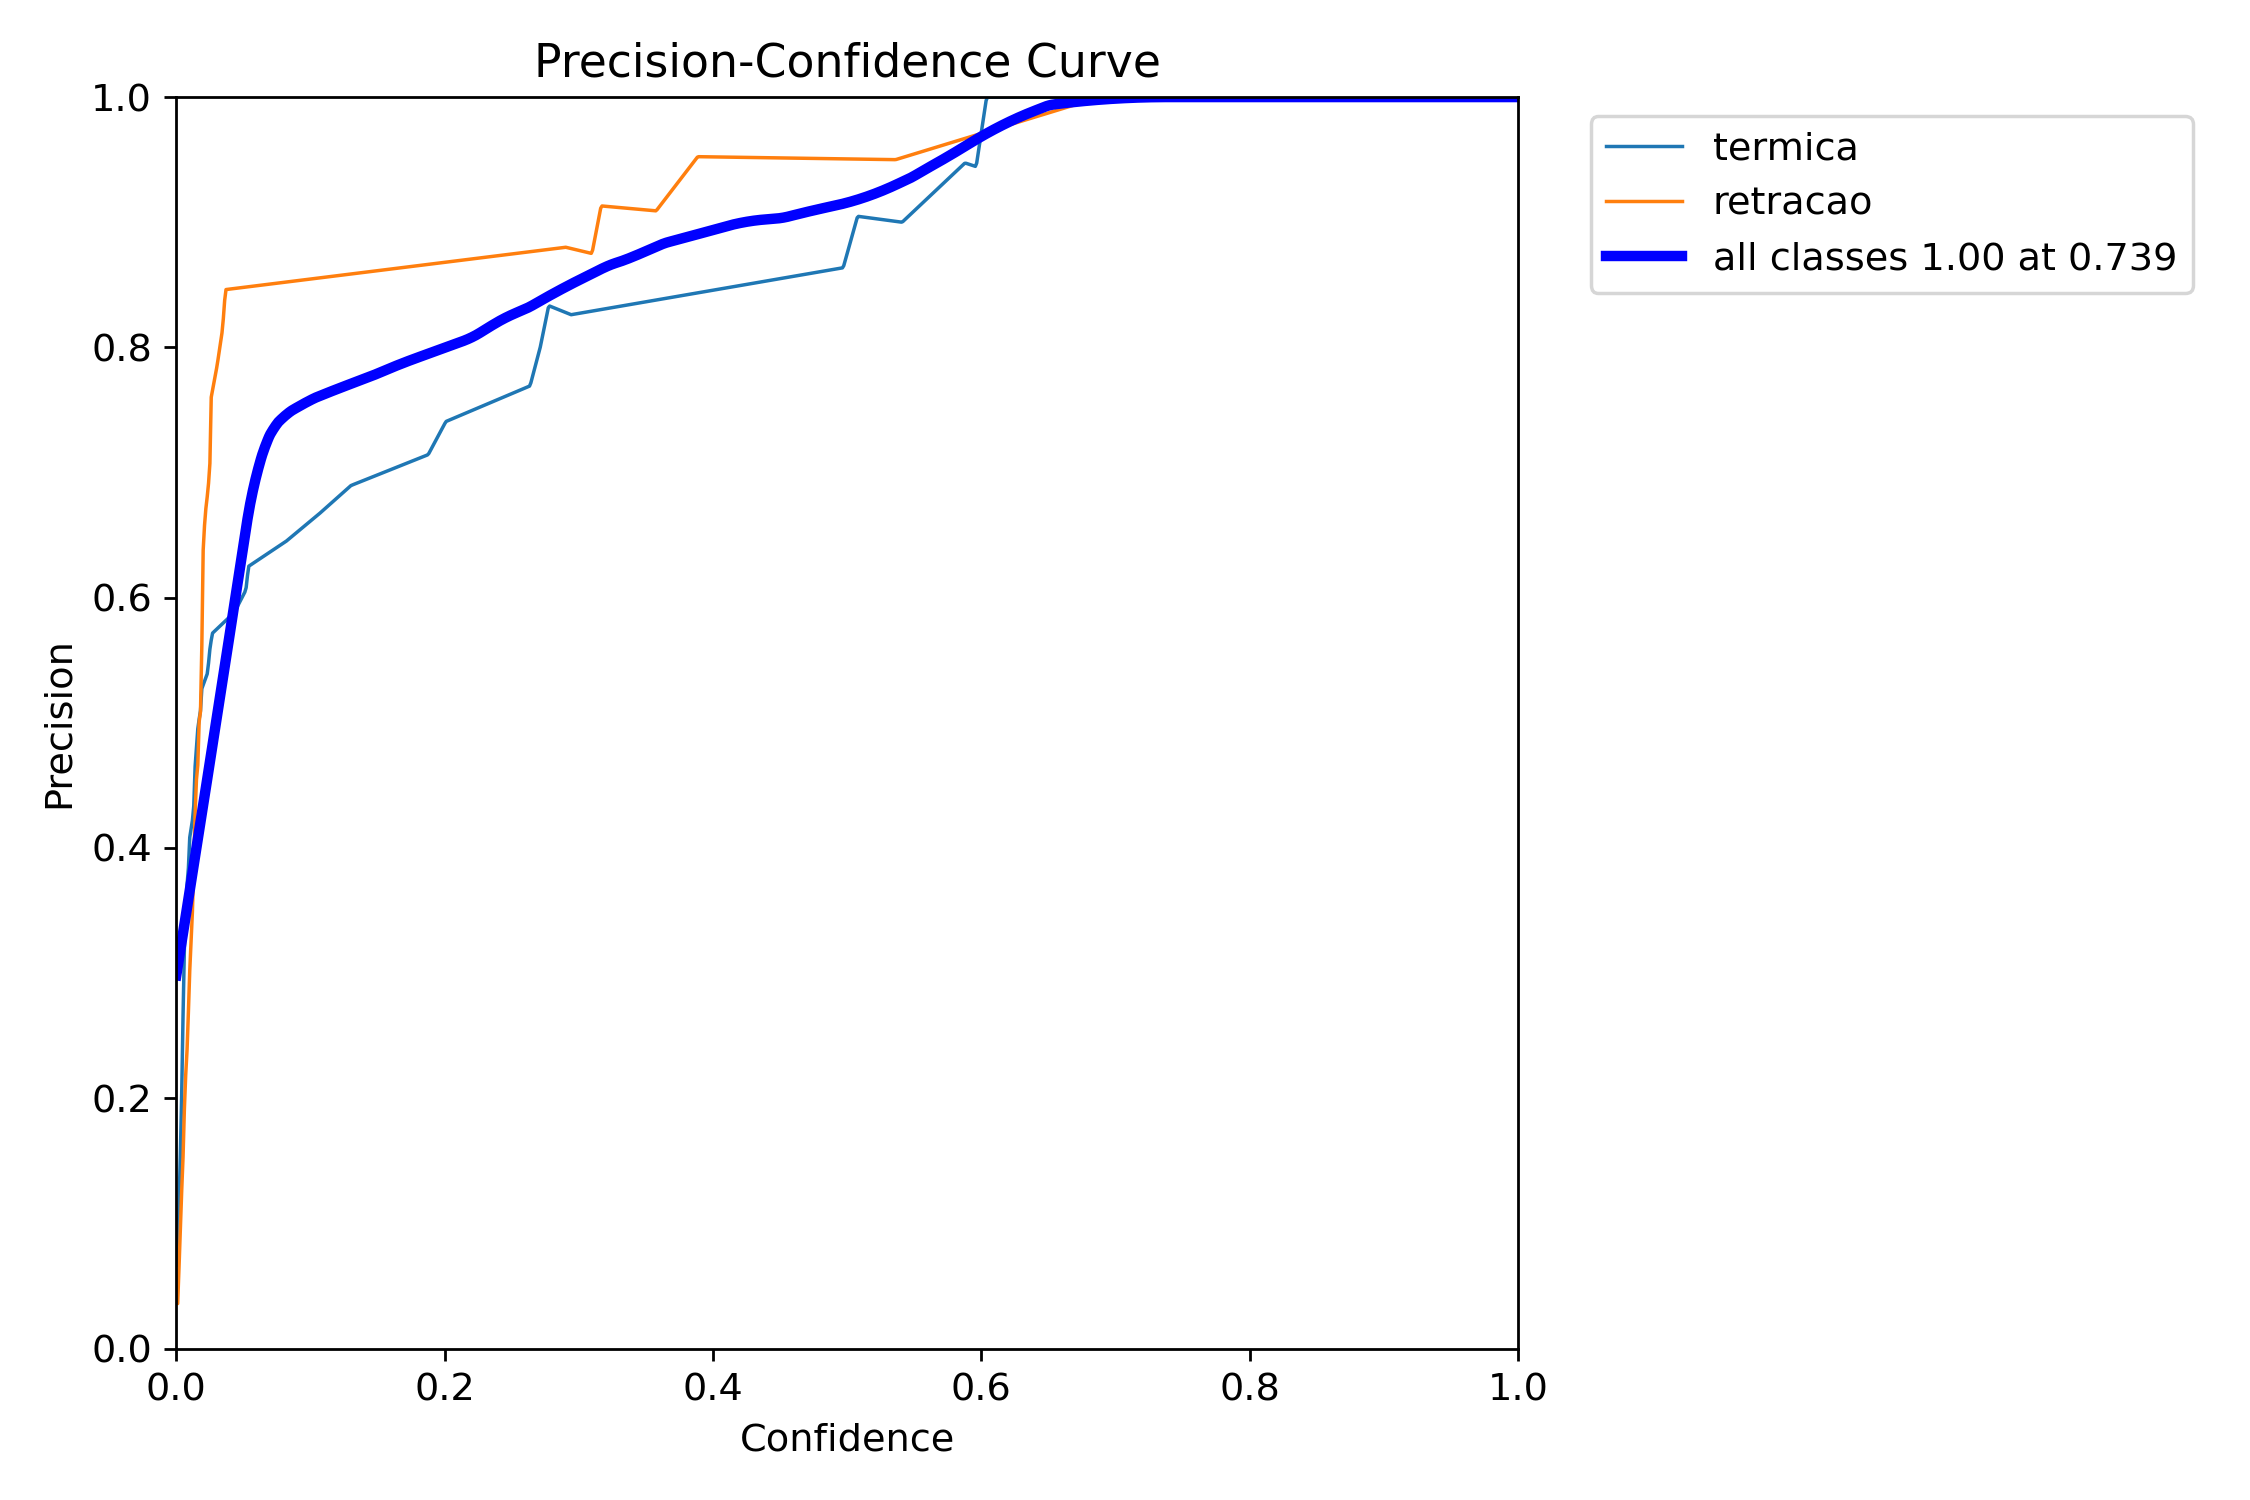 Precision-Confidence Curve
1.0
0.8
0.6
0.4
0.2
0.0
Precision
0.0 0.2 0.4 0.6 0.8 1.0
Confidence
termica
retracao
all classes 1.00 at 0.739